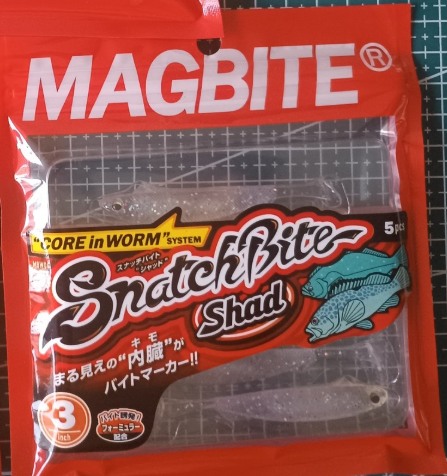 MAGBITE®
"CORE in WORM" SYSTEM
5pcs
スナッチバイト
シャッド
SnatchBite
Shad
キモ
まる見えの"内臓"が
バイトマーカー!!
3
inch
バイト誘発!
フォーミュラー
配合